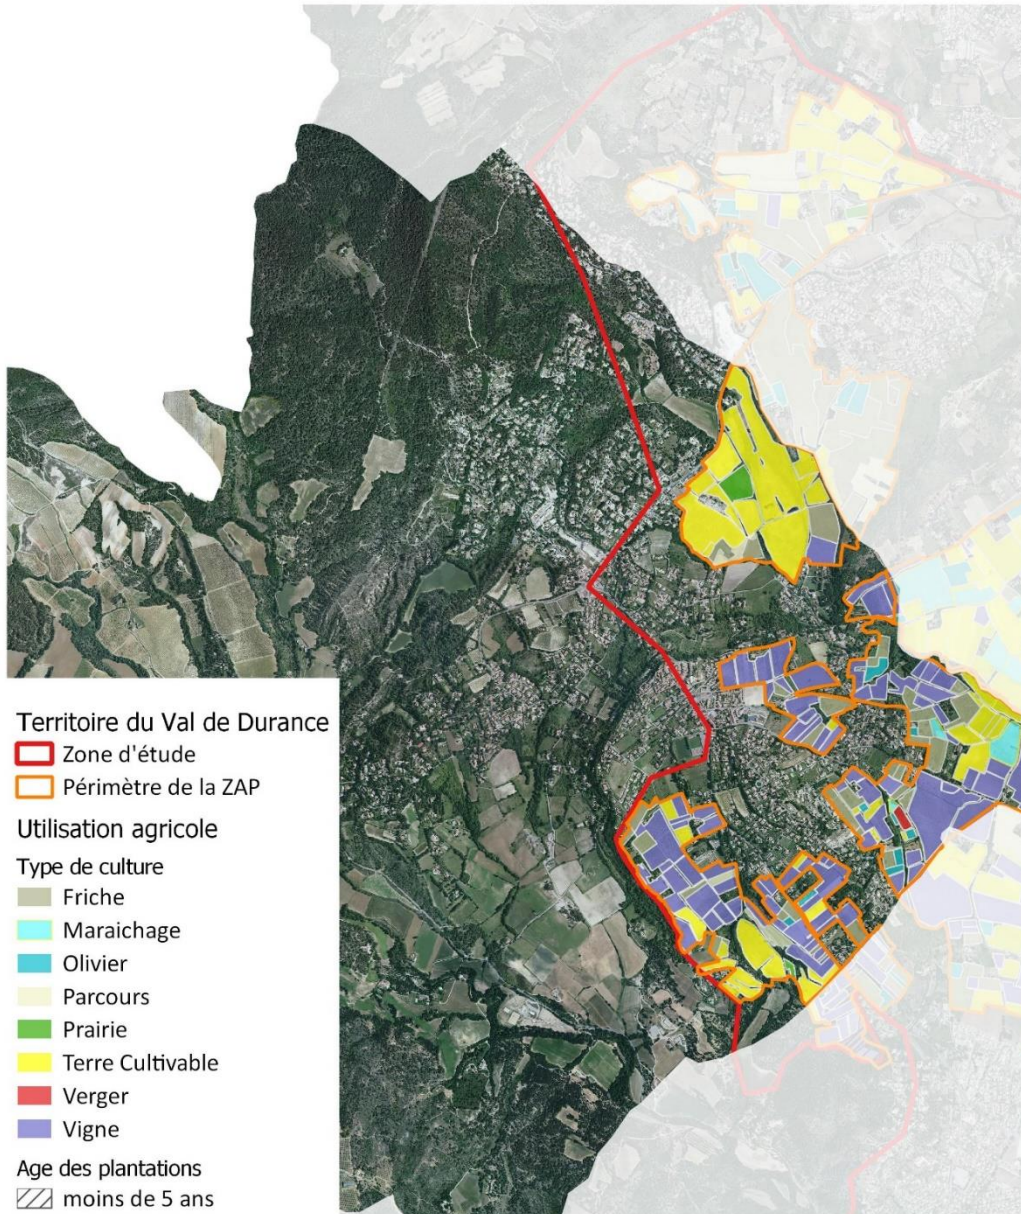 Territoire du Val de Durance
Zone d'étude
Périmètre de la ZAP
Utilisation agricole
Type de culture
Friche
Maraichage
Olivier
Parcours
Prairie
Terre Cultivable
Verger
Vigne
Age des plantations
moins de 5 ans